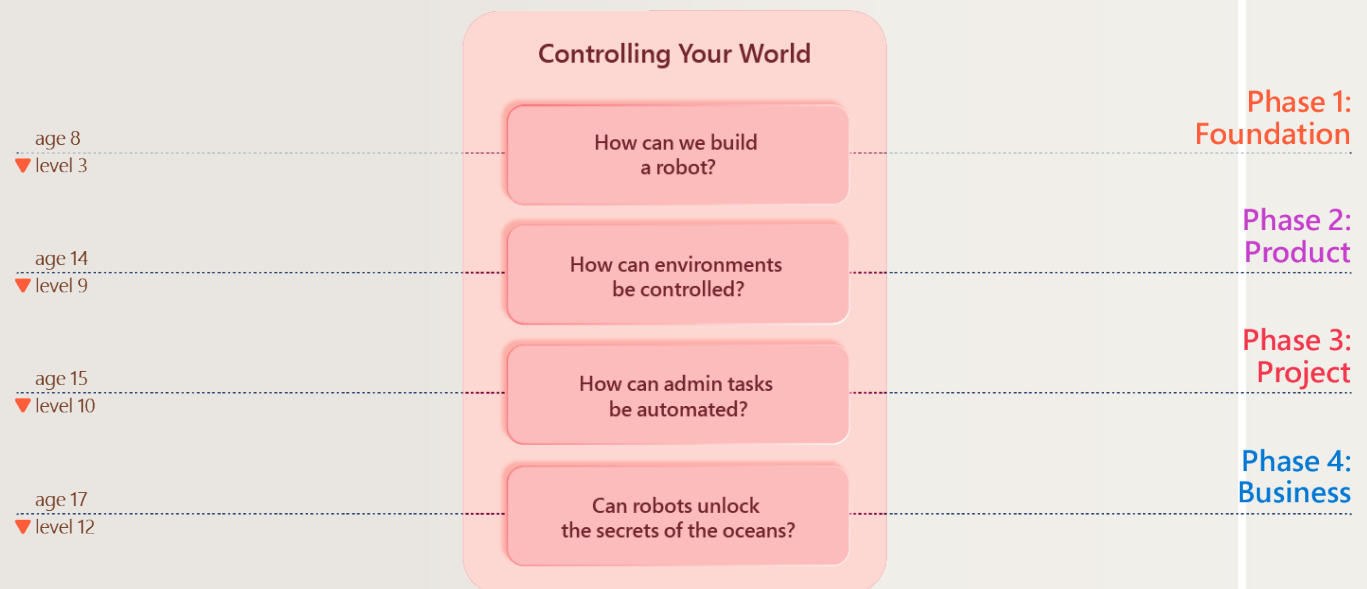 Controlling Your World
age 8
level 3
How can we build
a robot?
Phase 1:
Foundation
age 14
level 9
How can environments
be controlled?
Phase 2:
Product
age 15
level 10
How can admin tasks
be automated?
Phase 3:
Project
age 17
level 12
Can robots unlock
the secrets of the oceans?
Phase 4:
Business